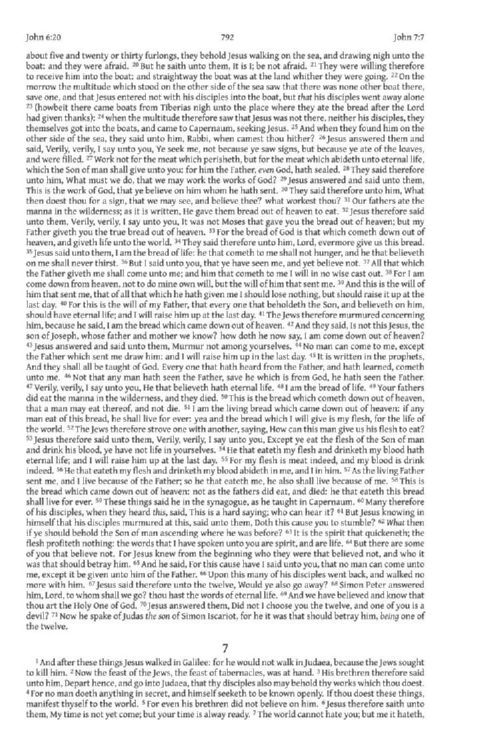 John 6:20 792 John 7:7
about five and twenty or thirty furlongs, they behold Jesus walking on the sea, and drawing nigh unto the
boat: and they were afraid. 20 But he saith unto them, it is I; be not afraid. 21 They were willing therefore
to receive him into the boat: and straightway the boat was at the land whither they were going. 22 On the
morrow the multitude which stood on the other side of the sea saw that there was none other boat there,
save one, and that Jesus entered not with his disciples into the boat, but that his disciples went away alone
23 (howbeit there came boats from Tiberias nigh unto the place where they ate the bread after the Lord
had given thanks): 24 when the multitude therefore saw that Jesus was not there, neither his disciples, they
themselves got into the boats, and came to Capernaum, seeking Jesus. 25 And when they found him on the
other side of the sea, they said unto him, Rabbi, when camest thou hither? 26 Jesus answered them and
said, Verily, verily, I say unto you, Ye seek me, not because ye saw signs, but because ye ate of the loaves,
and were filled. 27 Work not for the meat which perisheth, but for the meat which abideth unto eternal life,
which the Son of man shall give unto you: for him the Father, even God, hath sealed. 28 They said therefore
unto him, What must we do, that we may work the works of God? 29 Jesus answered and said unto them,
This is the work of God, that ye believe on him whom he hath sent. 30 They said therefore unto him, What
then doest thou for a sign, that we may see, and believe thee? what workest thou? 31 Our fathers ate the
manna in the wilderness; as it is written, He gave them bread out of heaven to eat. 32 Jesus therefore said
unto them, Verily, verily, I say unto you, It was not Moses that gave you the bread out of heaven; but my
Father giveth you the true bread out of heaven. 33 For the bread of God is that which cometh down out of
heaven, and giveth life unto the world. 34 They said therefore unto him, Lord, evermore give us this bread.
35 Jesus said unto them, I am the bread of life: he that cometh to me shall not hunger, and he that believeth
on me shall never thirst. 36 But I said unto you, that ye have seen me, and yet believe not. 37 All that which
the Father giveth me shall come unto me; and him that cometh to me I will in no wise cast out. 38 For I am
come down from heaven, not to do mine own will, but the will of him that sent me. 39 And this is the will of
him that sent me, that of all that which he hath given me I should lose nothing, but should raise it up at the
last day. 40 For this is the will of my Father, that every one that beholdeth the Son, and believeth on him,
should have eternal life; and I will raise him up at the last day. 41 The Jews therefore murmured concerning
him, because he said, I am the bread which came down out of heaven. 42 And they said, Is not this Jesus, the
son of Joseph, whose father and mother we know? how doth he now say, I am come down out of heaven?
43 Jesus answered and said unto them, Murmur not among yourselves. 44 No man can come to me, except
the Father which sent me draw him: and I will raise him up in the last day. 45 It is written in the prophets,
And they shall all be taught of God. Every one that hath heard from the Father, and hath learned, cometh
unto me. 46 Not that any man hath seen the Father, save he which is from God, he hath seen the Father.
47 Verily, verily, I say unto you, He that believeth hath eternal life. 48 I am the bread of life. 49 Your fathers
did eat the manna in the wilderness, and they died. 50 This is the bread which cometh down out of heaven,
that a man may eat thereof, and not die. 51 I am the living bread which came down out of heaven: if any
man eat of this bread, he shall live for ever: yea and the bread which I will give is my flesh, for the life of
the world. 52 The Jews therefore strove one with another, saying, How can this man give us his flesh to eat?
53 Jesus therefore said unto them, Verily, verily, I say unto you, Except ye eat the flesh of the Son of man
and drink his blood, ye have not life in yourselves. 54 He that eateth my flesh and drinketh my blood hath
eternal life; and I will raise him up at the last day. 55 For my flesh is meat indeed, and my blood is drink
indeed. 56 He that eateth my flesh and drinketh my blood abideth in me, and I in him. 57 As the living Father
sent me, and I live because of the Father; so he that eateth me, he also shall live because of me. 58 This is
the bread which came down out of heaven: not as the fathers did eat, and died: he that eateth this bread
shall live for ever. 59 These things said he in the synagogue, as he taught in Capernaum. 60 Many therefore
of his disciples, when they heard this, said, This is a hard saying; who can hear it? 61 But Jesus knowing in
himself that his disciples murmured at this, said unto them, Doth this cause you to stumble? 62 What then
if ye should behold the Son of man ascending where he was before? 63 It is the spirit that quickeneth; the
flesh profiteth nothing: the words that I have spoken unto you are spirit, and are life. 64 But there are some
of you that believe not. For Jesus knew from the beginning who they were that believed not, and who it
was that should betray him. 65 And he said, For this cause have I said unto you, that no man can come unto
me, except it be given unto him of the Father. 66 Upon this many of his disciples went back, and walked no
more with him. 67 Jesus said therefore unto the twelve, Would ye also go away? 68 Simon Peter answered
him, Lord, to whom shall we go? thou hast the words of eternal life. 69 And we have believed and know that
thou art the Holy One of God. 70 Jesus answered them, Did not I choose you the twelve, and one of you is a
devil? 71 Now he spake of Judas the son of Simon Iscariot, for he it was that should betray him, being one of
the twelve.
7
1 And after these things Jesus walked in Galilee: for he would not walk in Judaea, because the Jews sought
to kill him. 2 Now the feast of the Jews, the feast of tabernacles, was at hand. 3 His brethren therefore said
unto him, Depart hence, and go into Judaea, that thy disciples also may behold thy works which thou doest.
4 For no man doeth anything in secret, and himself seeketh to be known openly. If thou doest these things,
manifest thyself to the world. 5 For even his brethren did not believe on him. 6 Jesus therefore saith unto
them, My time is not yet come; but your time is alway ready. 7 The world cannot hate you; but me it hateth,